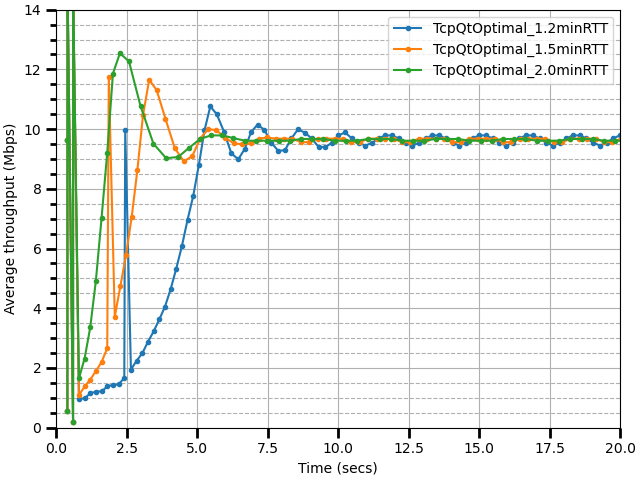 TcpQtOptimal_1.2minRTT
TcpQtOptimal_1.5minRTT
TcpQtOptimal_2.0minRTT
Average throughput (Mbps)
14
12
10
8
6
4
2
0
0.0 2.5 5.0 7.5 10.0 12.5 15.0 17.5 20.0
Time (secs)